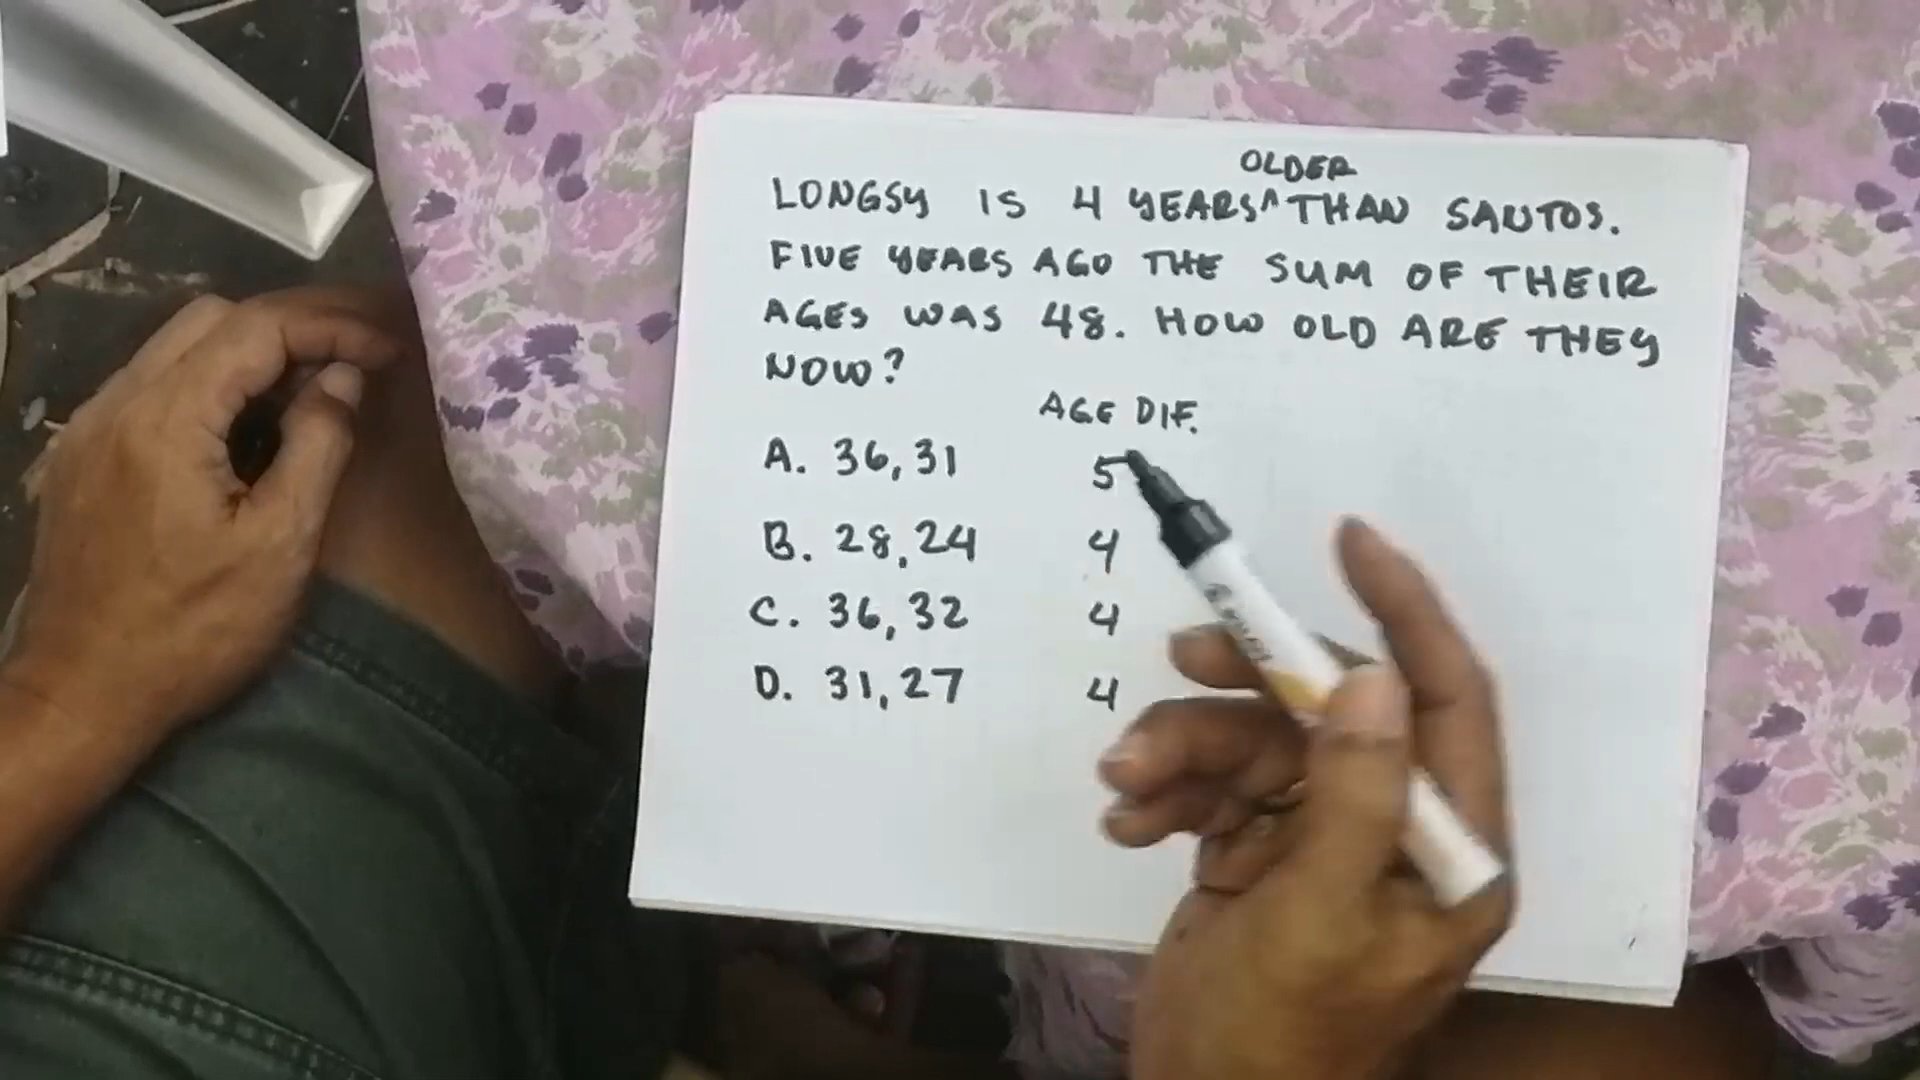 OLDER
LONGSY IS 4 YEARS^THAN SANTOS.
FIVE YEARS AGO THE SUM OF THEIR
AGES WAS 48. HOW OLD ARE THEY
NOW?
AGE DIF.
A. 36, 31 5
B. 28, 24 4
C. 36, 32 4
D. 31, 27 4